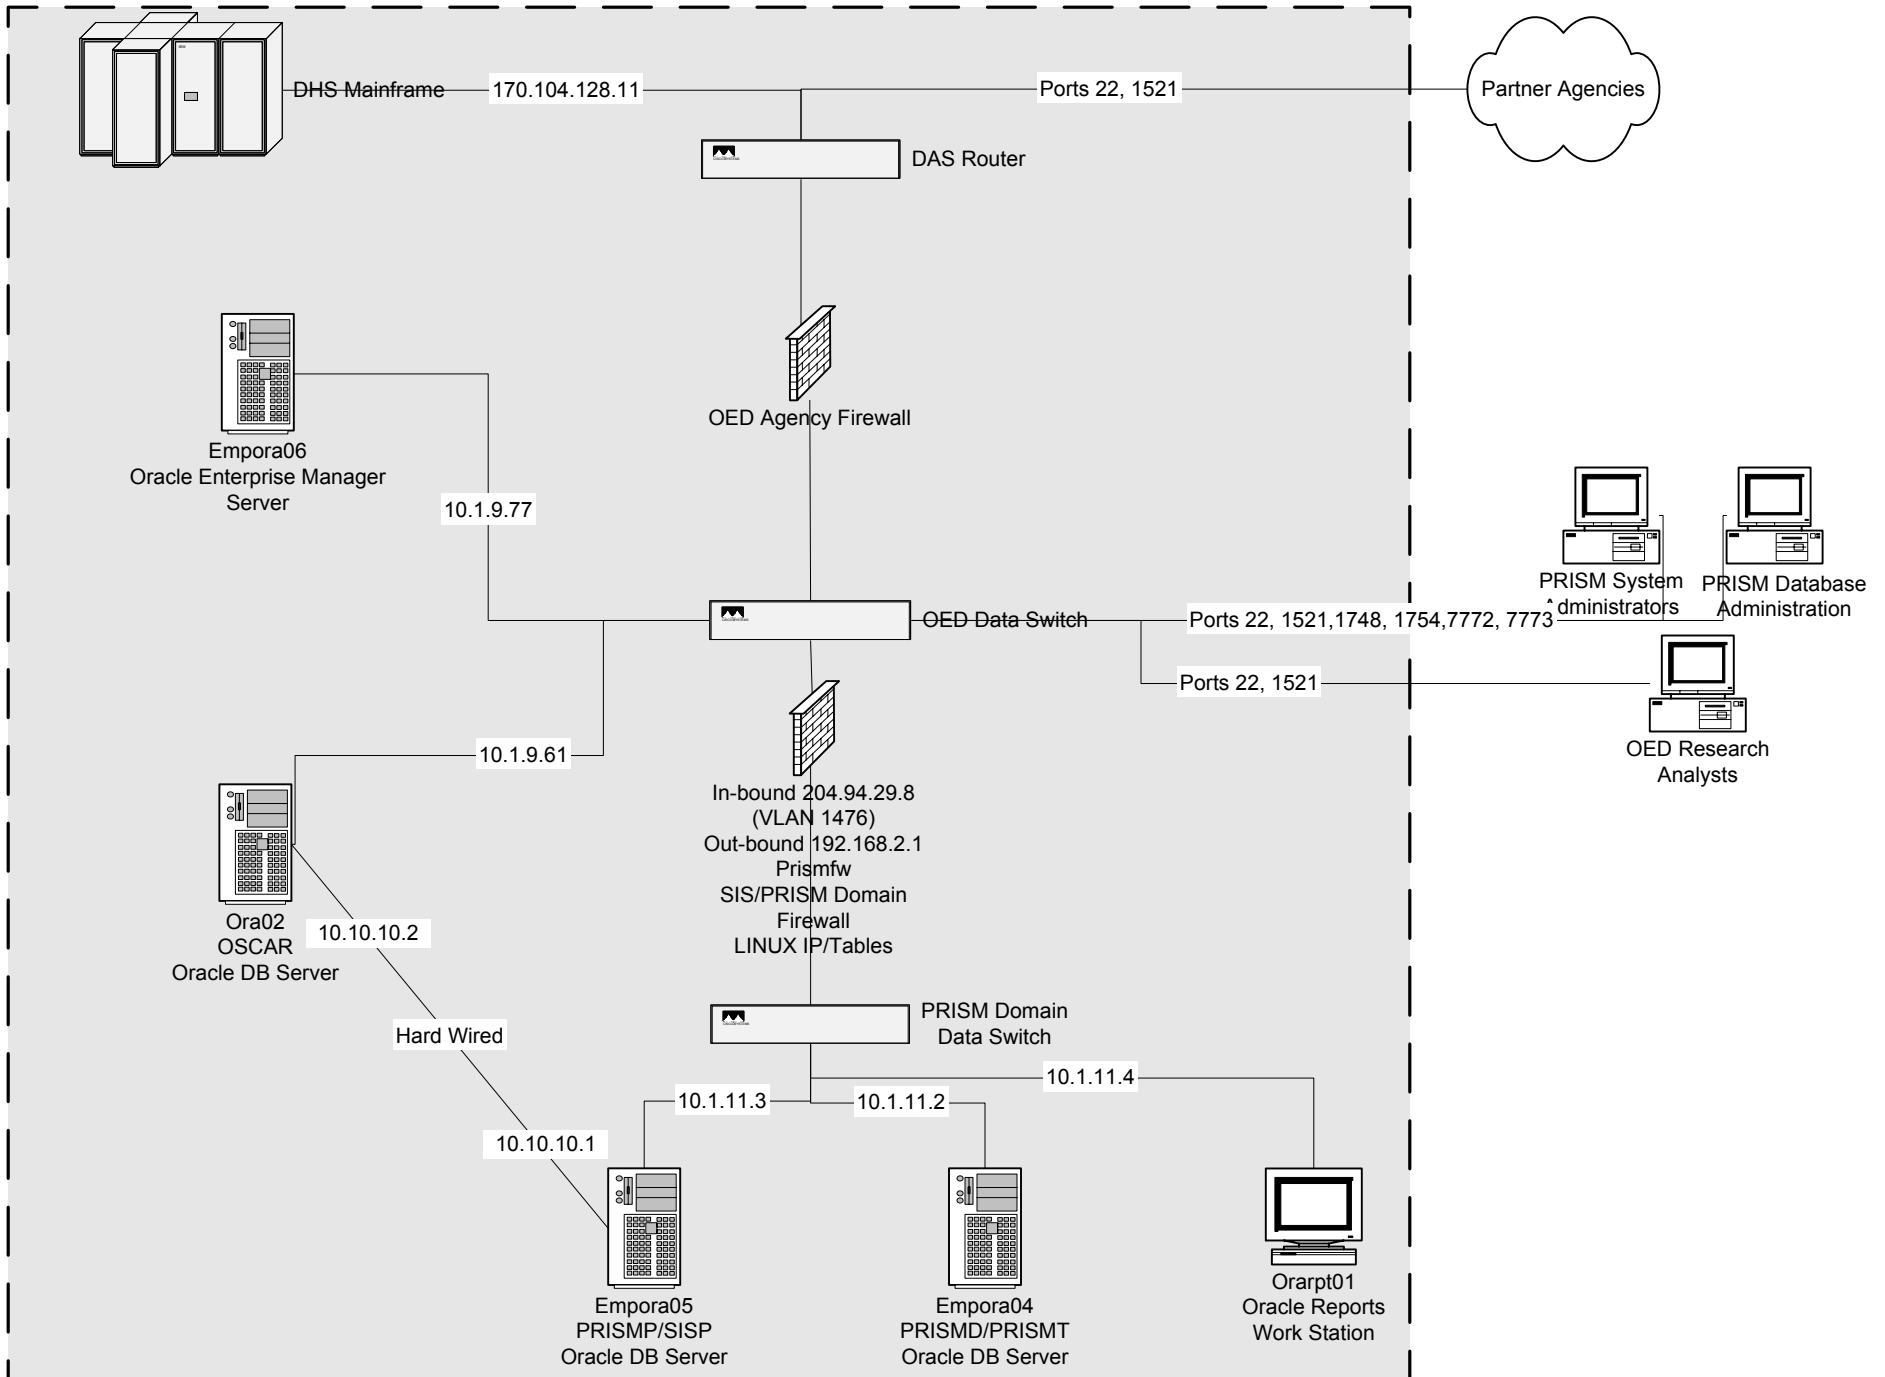 DHS Mainframe
170.104.128.11
Ports 22, 1521
Partner Agencies
DAS Router
OED Agency Firewall
Empora06
Oracle Enterprise Manager
Server
10.1.9.77
PRISM System
Administrators
PRISM Database
Administration
OED Data Switch
Ports 22, 1521,1748, 1754,7772, 7773
Ports 22, 1521
OED Research
Analysts
10.1.9.61
In-bound 204.94.29.8
(VLAN 1476)
Out-bound 192.168.2.1
Prismfw
SIS/PRISM Domain
Firewall
LINUX IP/Tables
Ora02
OSCAR
Oracle DB Server
10.10.10.2
Hard Wired
10.10.10.1
PRISM Domain
Data Switch
10.1.11.4
10.1.11.3
10.1.11.2
Empora05
PRISMP/SISP
Oracle DB Server
Empora04
PRISMD/PRISMT
Oracle DB Server
Orarpt01
Oracle Reports
Work Station